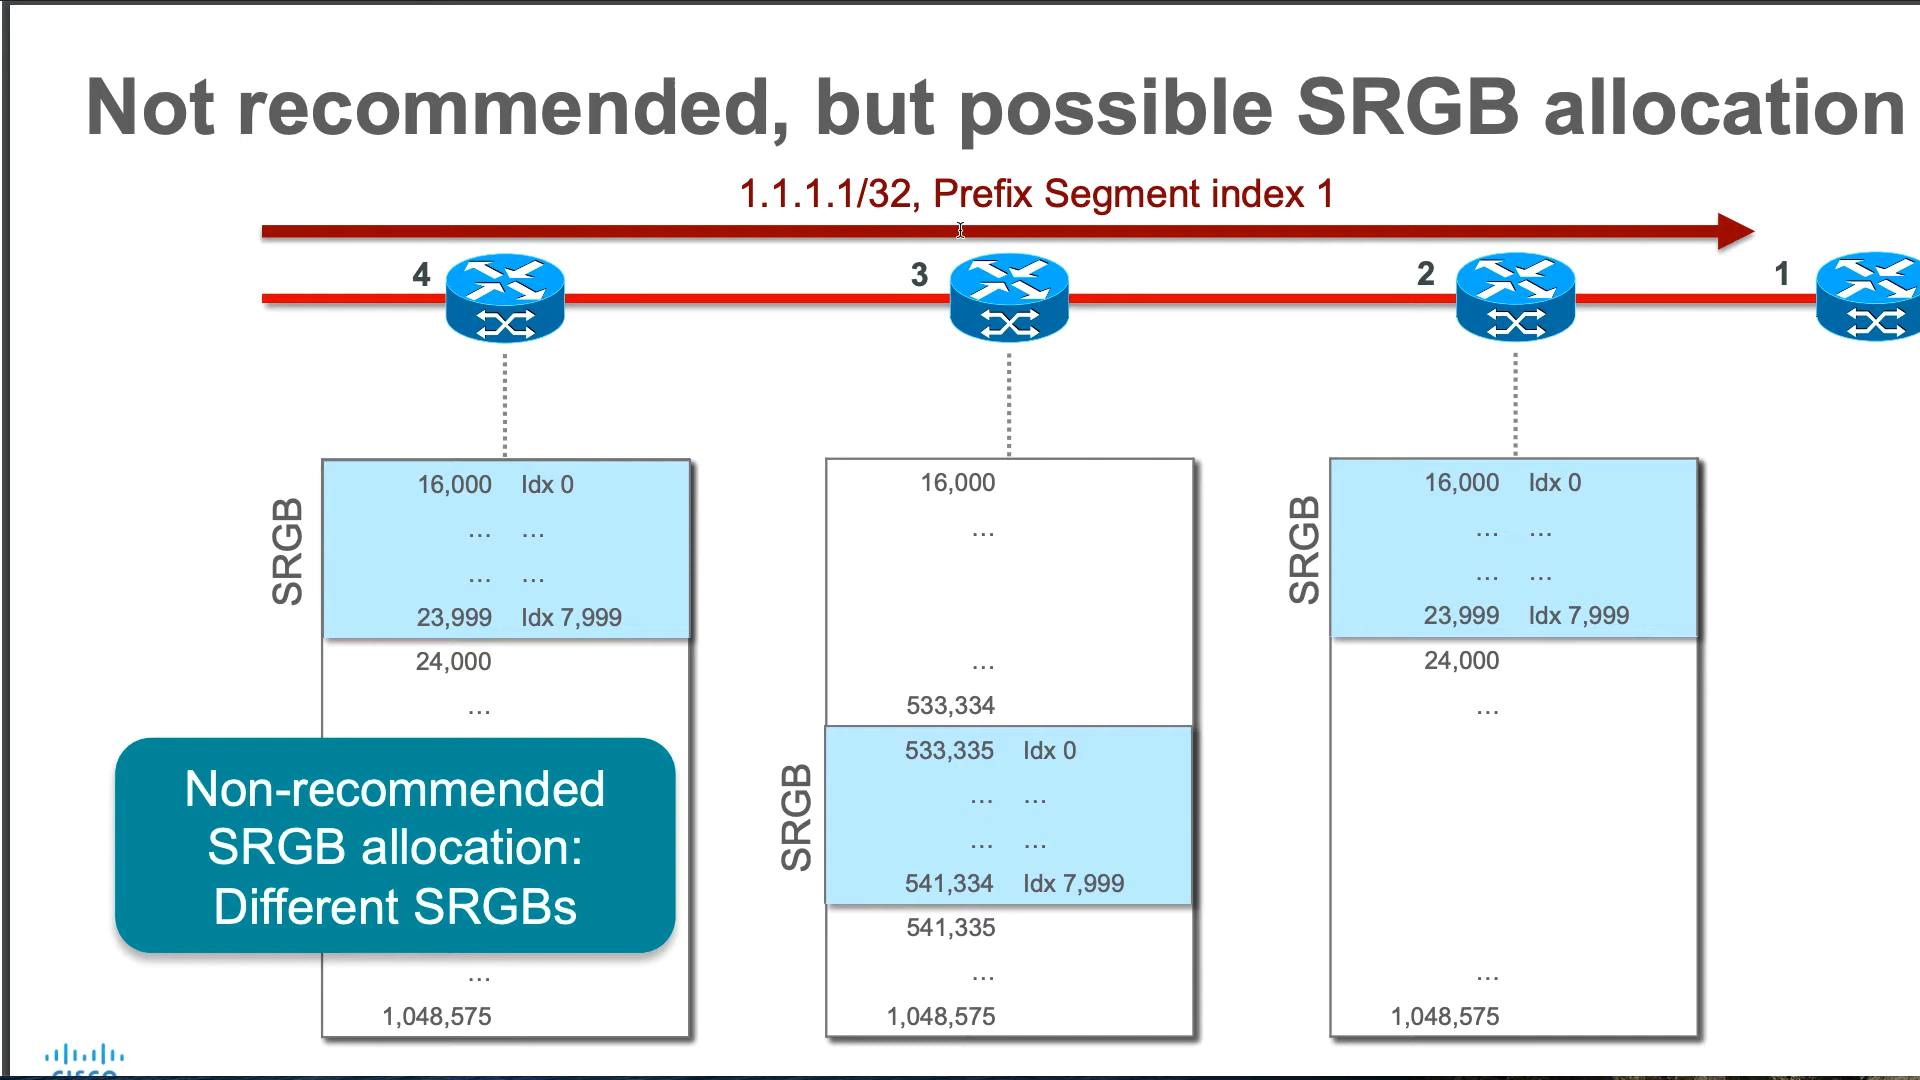 Not recommended, but possible SRGB allocation
1.1.1.1/32, Prefix Segment index 1
4
3
2
1
SRGB
16,000 Idx 0
... ...
... ...
23,999 Idx 7,999
24,000
...
...
1,048,575
Non-recommended
SRGB allocation:
Different SRGBs
16,000
...
...
533,334
SRGB
533,335 Idx 0
... ...
... ...
541,334 Idx 7,999
541,335
...
1,048,575
SRGB
16,000 Idx 0
... ...
... ...
23,999 Idx 7,999
24,000
...
...
1,048,575
CISCO